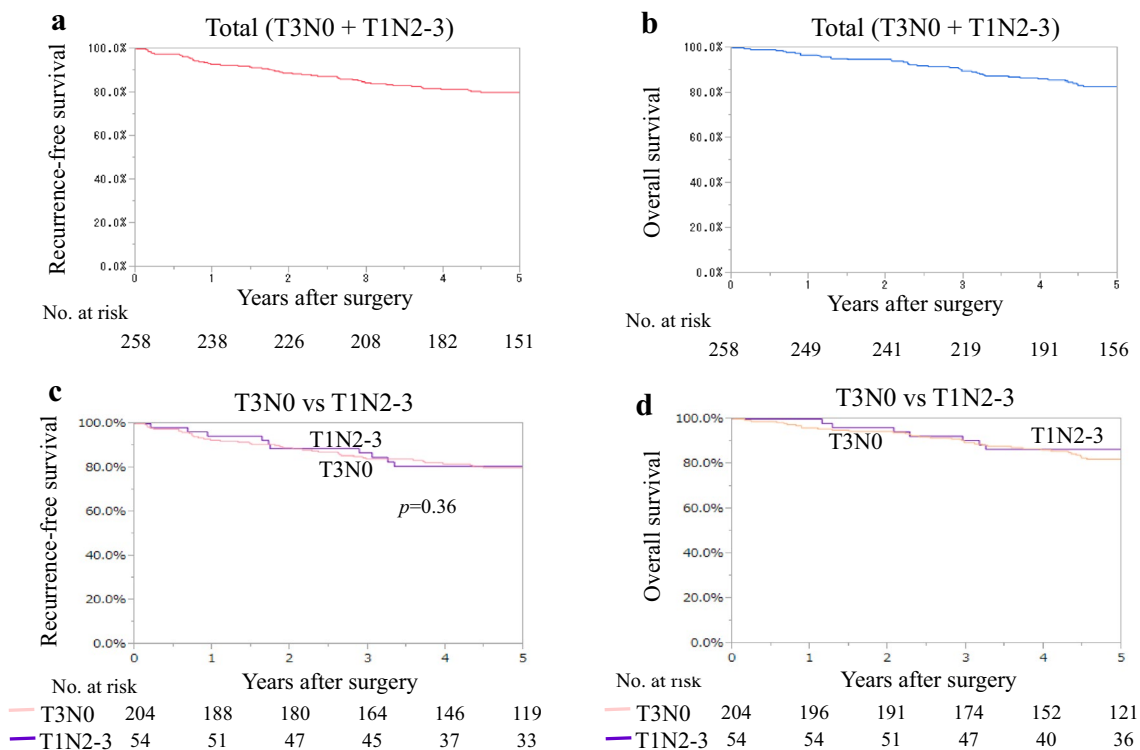 a
Total (T3N0 + T1N2-3)
100.0%
80.0%
60.0%
40.0%
20.0%
0.0%
Recurrence-free survival
0 1 2 3 4 5
Years after surgery
No. at risk
258 238 226 208 182 151
b
Total (T3N0 + T1N2-3)
100.0%
80.0%
60.0%
40.0%
20.0%
0.0%
Overall survival
0 1 2 3 4 5
Years after surgery
No. at risk
258 249 241 219 191 156
c
T3N0 vs T1N2-3
100.0%
80.0%
60.0%
40.0%
20.0%
0.0%
Recurrence-free survival
T1N2-3
T3N0
p=0.36
0 1 2 3 4 5
Years after surgery
No. at risk
T3N0 204 188 180 164 146 119
T1N2-3 54 51 47 45 37 33
d
T3N0 vs T1N2-3
100.0%
80.0%
60.0%
40.0%
20.0%
0.0%
Overall survival
T3N0
T1N2-3
0 1 2 3 4 5
Years after surgery
No. at risk
T3N0 204 196 191 174 152 121
T1N2-3 54 54 51 47 40 36